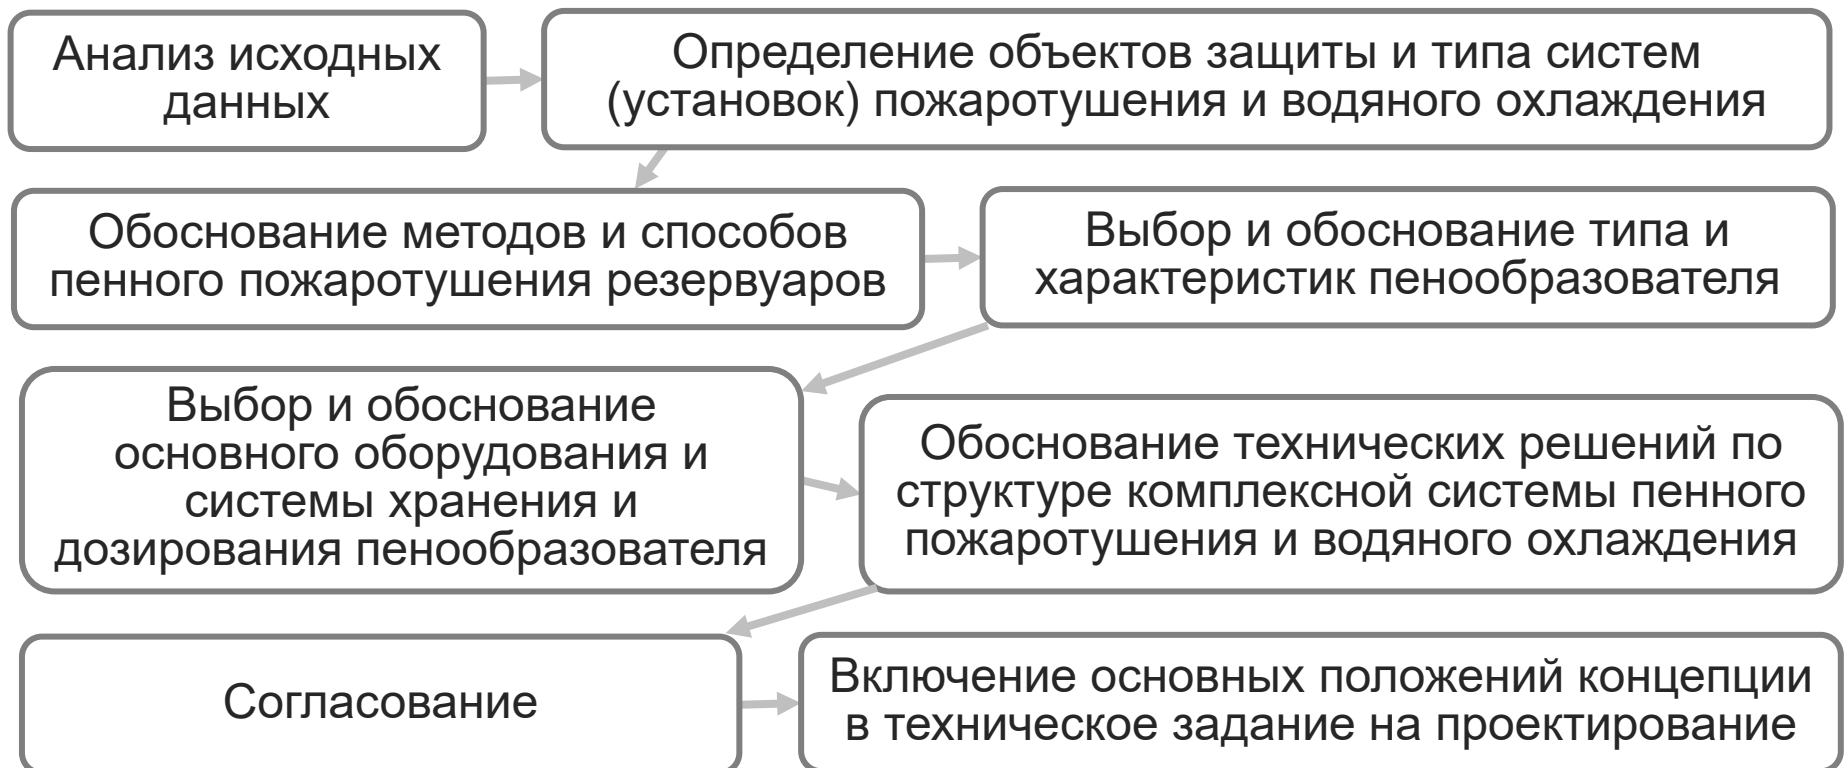 Анализ исходных
данных
Определение объектов защиты и типа систем
(установок) пожаротушения и водяного охлаждения
Обоснование методов и способов
пенного пожаротушения резервуаров
Выбор и обоснование типа и
характеристик пенообразователя
Выбор и обоснование
основного оборудования и
системы хранения и
дозирования пенообразователя
Обоснование технических решений по
структуре комплексной системы пенного
пожаротушения и водяного охлаждения
Согласование
Включение основных положений концепции
в техническое задание на проектирование